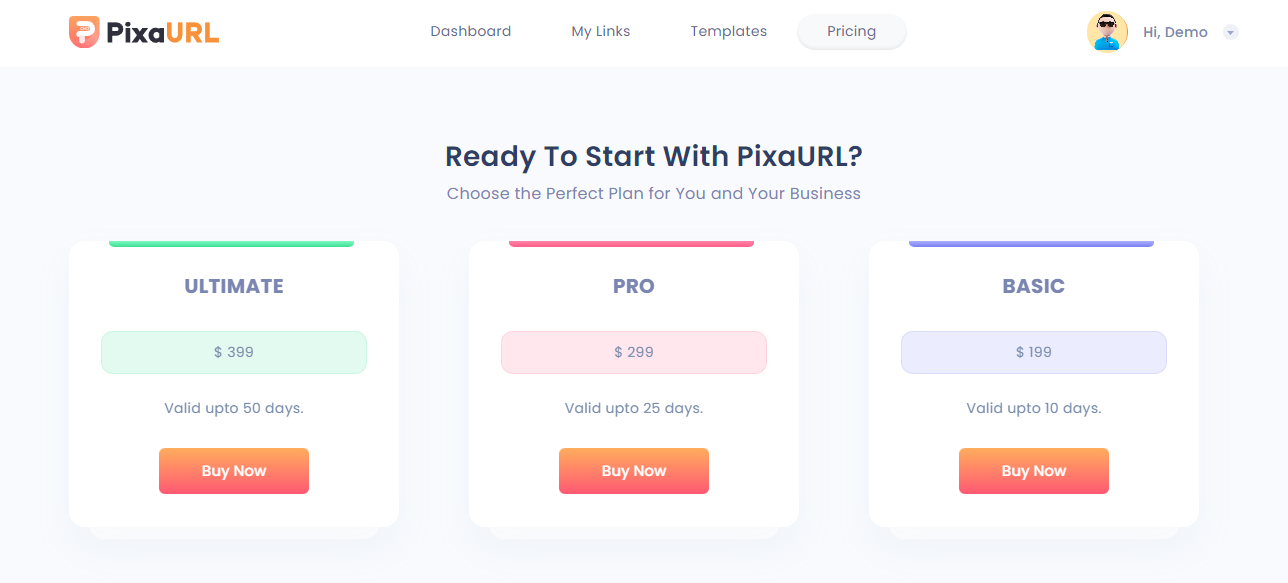 PixaURL
Dashboard
My Links
Templates
Pricing
Hi, Demo
Ready To Start With PixaURL?
Choose the Perfect Plan for You and Your Business
ULTIMATE
$ 399
Valid upto 50 days.
Buy Now
PRO
$ 299
Valid upto 25 days.
Buy Now
BASIC
$ 199
Valid upto 10 days.
Buy Now